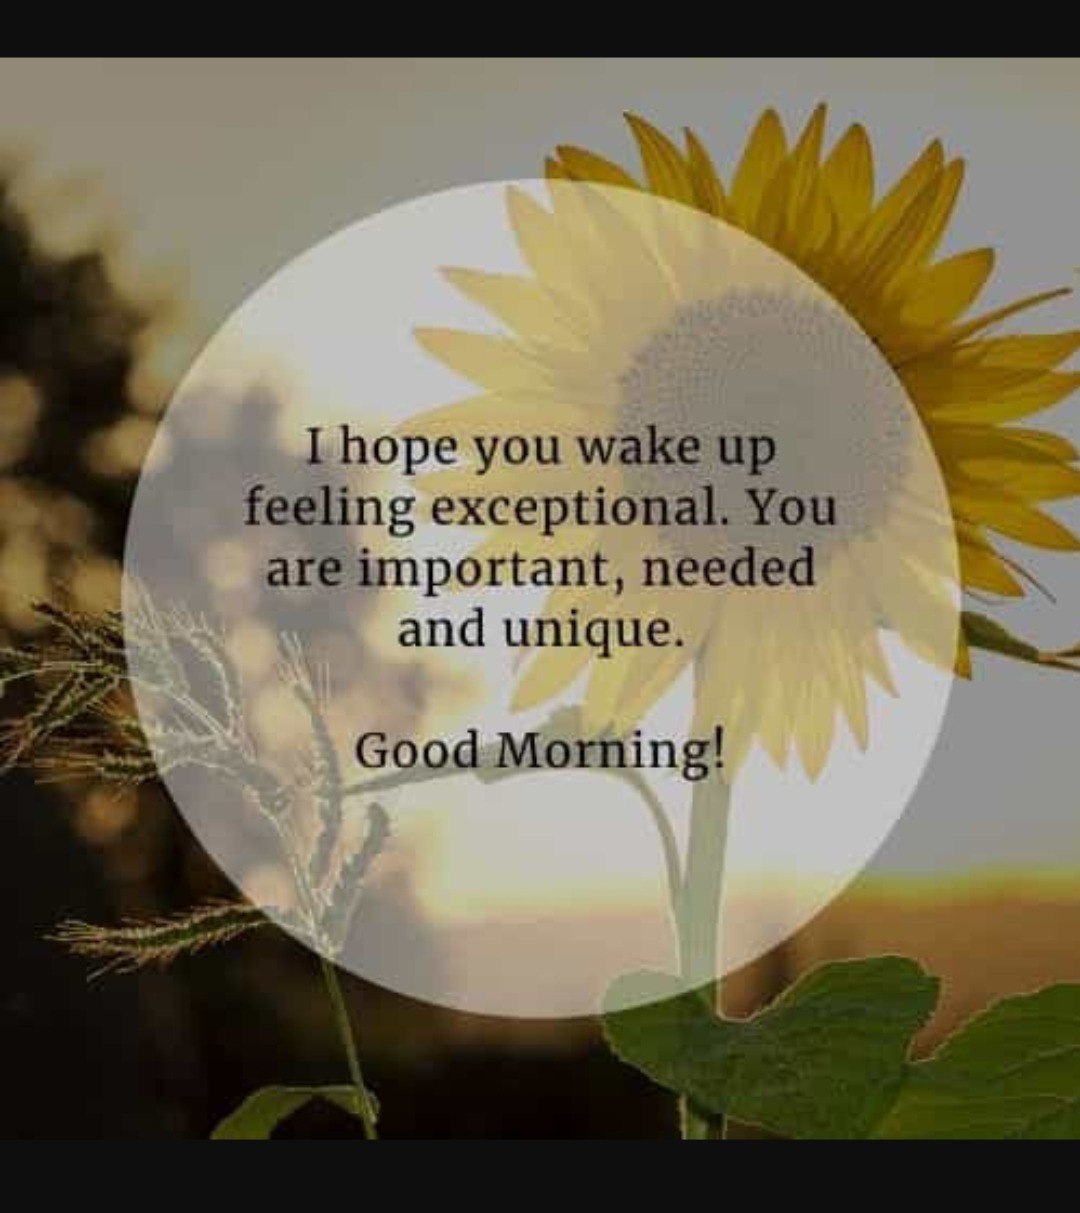 I hope you wake up
feeling exceptional. You
are important, needed
and unique.
Good Morning!